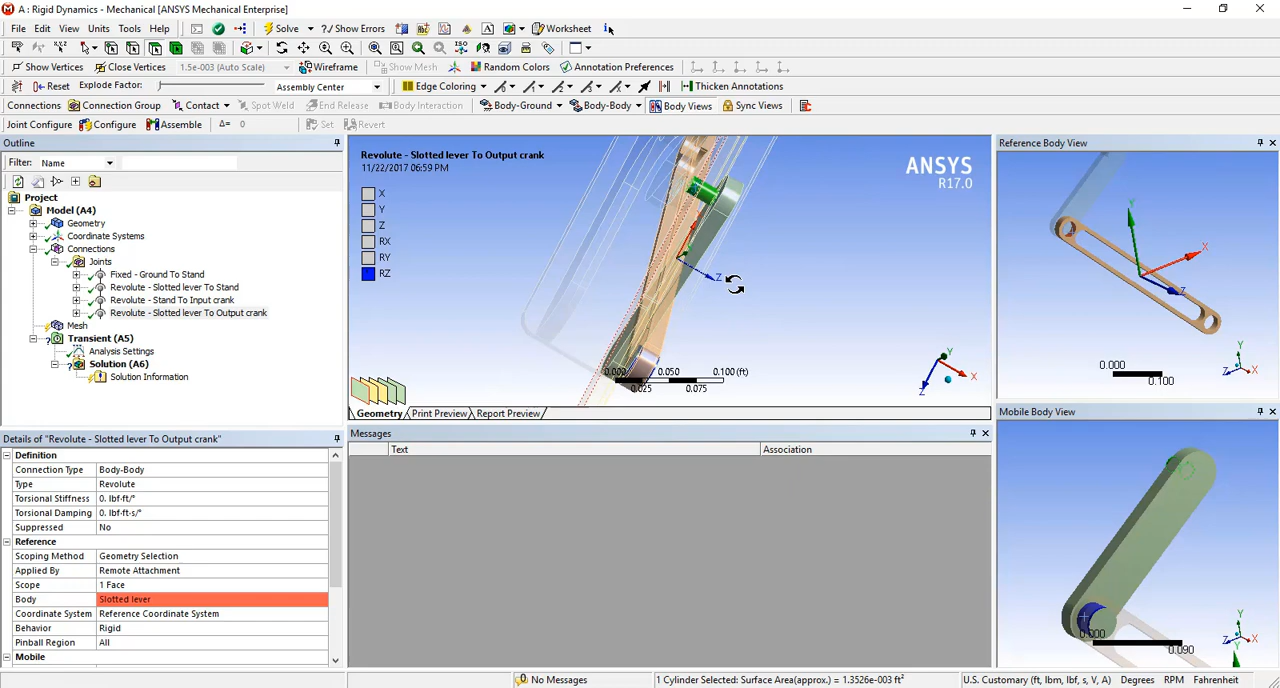 A : Rigid Dynamics - Mechanical [ANSYS Mechanical Enterprise]
File Edit View Units Tools Help Solve ?/ Show Errors A Worksheet
Show Vertices Close Vertices 1.5e-003 (Auto Scale) Wireframe Show Mesh Random Colors Annotation Preferences
Reset Explode Factor: Assembly Center Edge Coloring Thicken Annotations
Connections Connection Group Contact Spot Weld End Release Body Interaction Body-Ground Body-Body Body Views Sync Views
Joint Configure Configure Assemble Δ= 0 Set Revert
Outline
Filter: Name
Project
Model (A4)
Geometry
Coordinate Systems
Connections
Joints
Fixed - Ground To Stand
Revolute - Slotted lever To Stand
Revolute - Stand To Input crank
Revolute - Slotted lever To Output crank
Mesh
Transient (A5)
Analysis Settings
Solution (A6)
Solution Information
Details of "Revolute - Slotted lever To Output crank"
Definition
Connection Type Body-Body
Type Revolute
Torsional Stiffness 0. lbf·ft/°
Torsional Damping 0. lbf·ft·s/°
Suppressed No
Reference
Scoping Method Geometry Selection
Applied By Remote Attachment
Scope 1 Face
Body Slotted lever
Coordinate System Reference Coordinate System
Behavior Rigid
Pinball Region All
Mobile
Revolute - Slotted lever To Output crank
11/22/2017 06:59 PM
X
Y
Z
RX
RY
RZ
ANSYS
R17.0
Z
0.000 0.050 0.100 (ft)
0.025 0.075
Y
X
Z
Geometry Print Preview Report Preview
Messages
Text Association
Reference Body View
Y
X
Z
0.000
0.100
Y
Z X
Mobile Body View
0.000
0.090
Y
Z X
No Messages 1 Cylinder Selected: Surface Area(approx.) = 1.3526e-003 ft² U.S. Customary (ft, lbm, lbf, s, V, A) Degrees RPM Fahrenheit